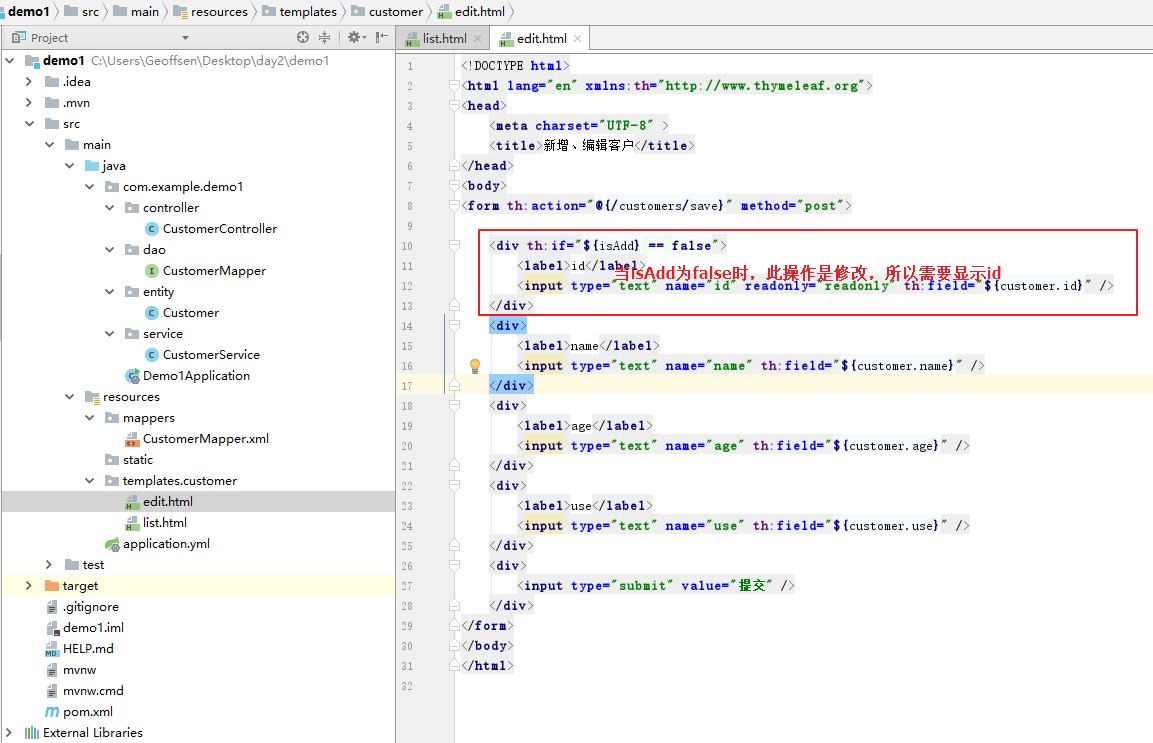 demo1 src main resources templates customer edit.html
Project
list.html edit.html
demo1 C:\Users\Geoffsen\Desktop\day2\demo1
.idea
.mvn
src
main
java
com.example.demo1
controller
CustomerController
dao
CustomerMapper
entity
Customer
service
CustomerService
Demo1Application
resources
mappers
CustomerMapper.xml
static
templates.customer
edit.html
list.html
application.yml
test
target
.gitignore
demo1.iml
HELP.md
mvnw
mvnw.cmd
pom.xml
External Libraries
1 <!DOCTYPE html>
2 <html lang="en" xmlns:th="http://www.thymeleaf.org">
3 <head>
4 <meta charset="UTF-8" >
5 <title>新增、编辑客户</title>
6 </head>
7 <body>
8 <form th:action="@{/customers/save}" method="post">
9
10 <div th:if="${isAdd} == false">
11 <label>id</label>
当isAdd为false时，此操作是修改，所以需要显示id
12 <input type="text" name="id" readonly="readonly" th:field="${customer.id}" />
13 </div>
14 <div>
15 <label>name</label>
16 <input type="text" name="name" th:field="${customer.name}" />
17 </div>
18 <div>
19 <label>age</label>
20 <input type="text" name="age" th:field="${customer.age}" />
21 </div>
22 <div>
23 <label>use</label>
24 <input type="text" name="use" th:field="${customer.use}" />
25 </div>
26 <div>
27 <input type="submit" value="提交" />
28 </div>
29 </form>
30 </body>
31 </html>
32